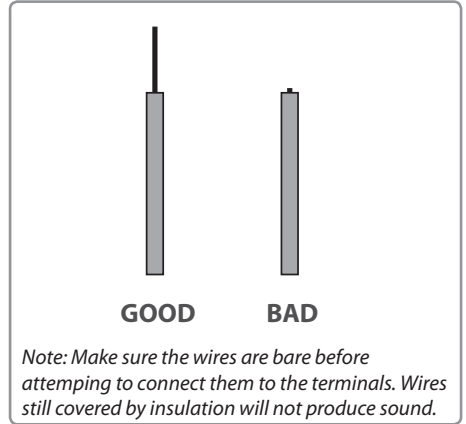 GOOD BAD
Note: Make sure the wires are bare before
attemping to connect them to the terminals. Wires
still covered by insulation will not produce sound.